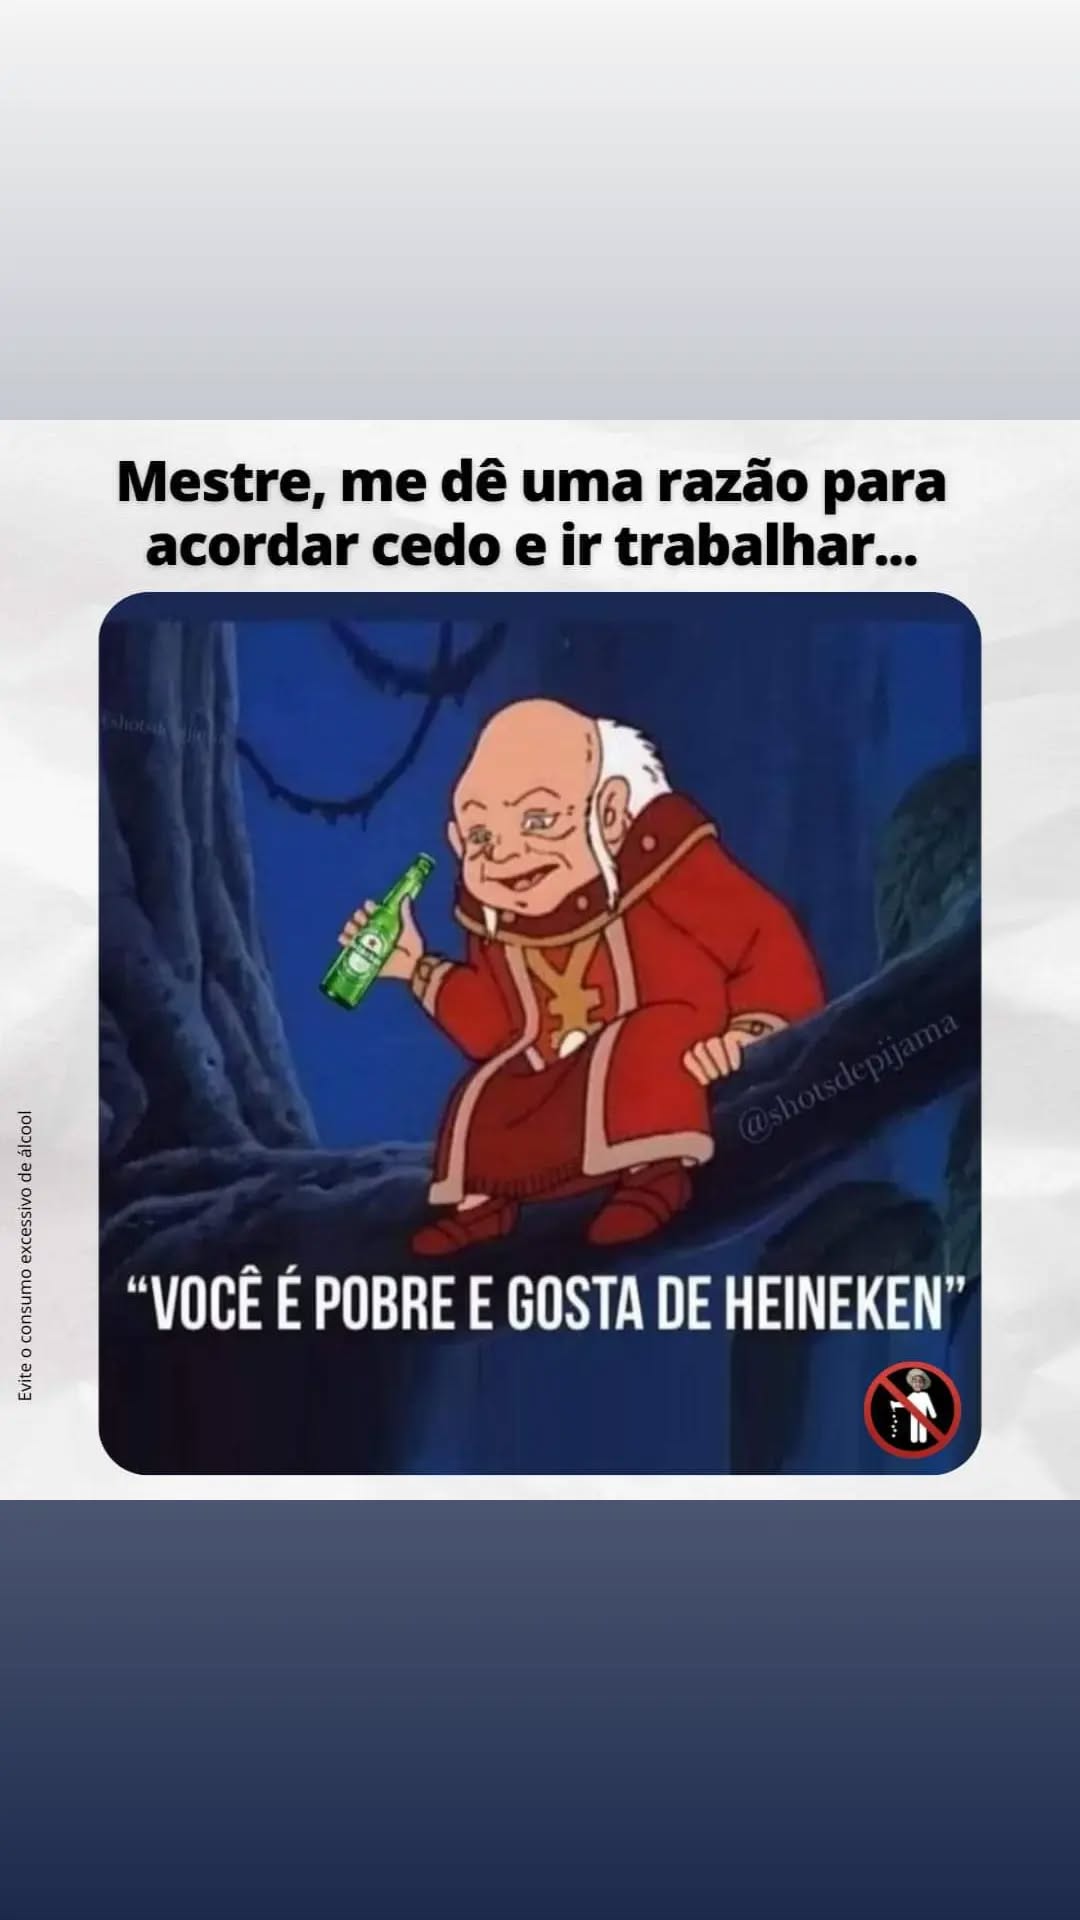 Mestre, me dê uma razão para
acordar cedo e ir trabalhar...
@shotsdepijama
Evite o consumo excessivo de álcool
"VOCÊ É POBRE E GOSTA DE HEINEKEN"